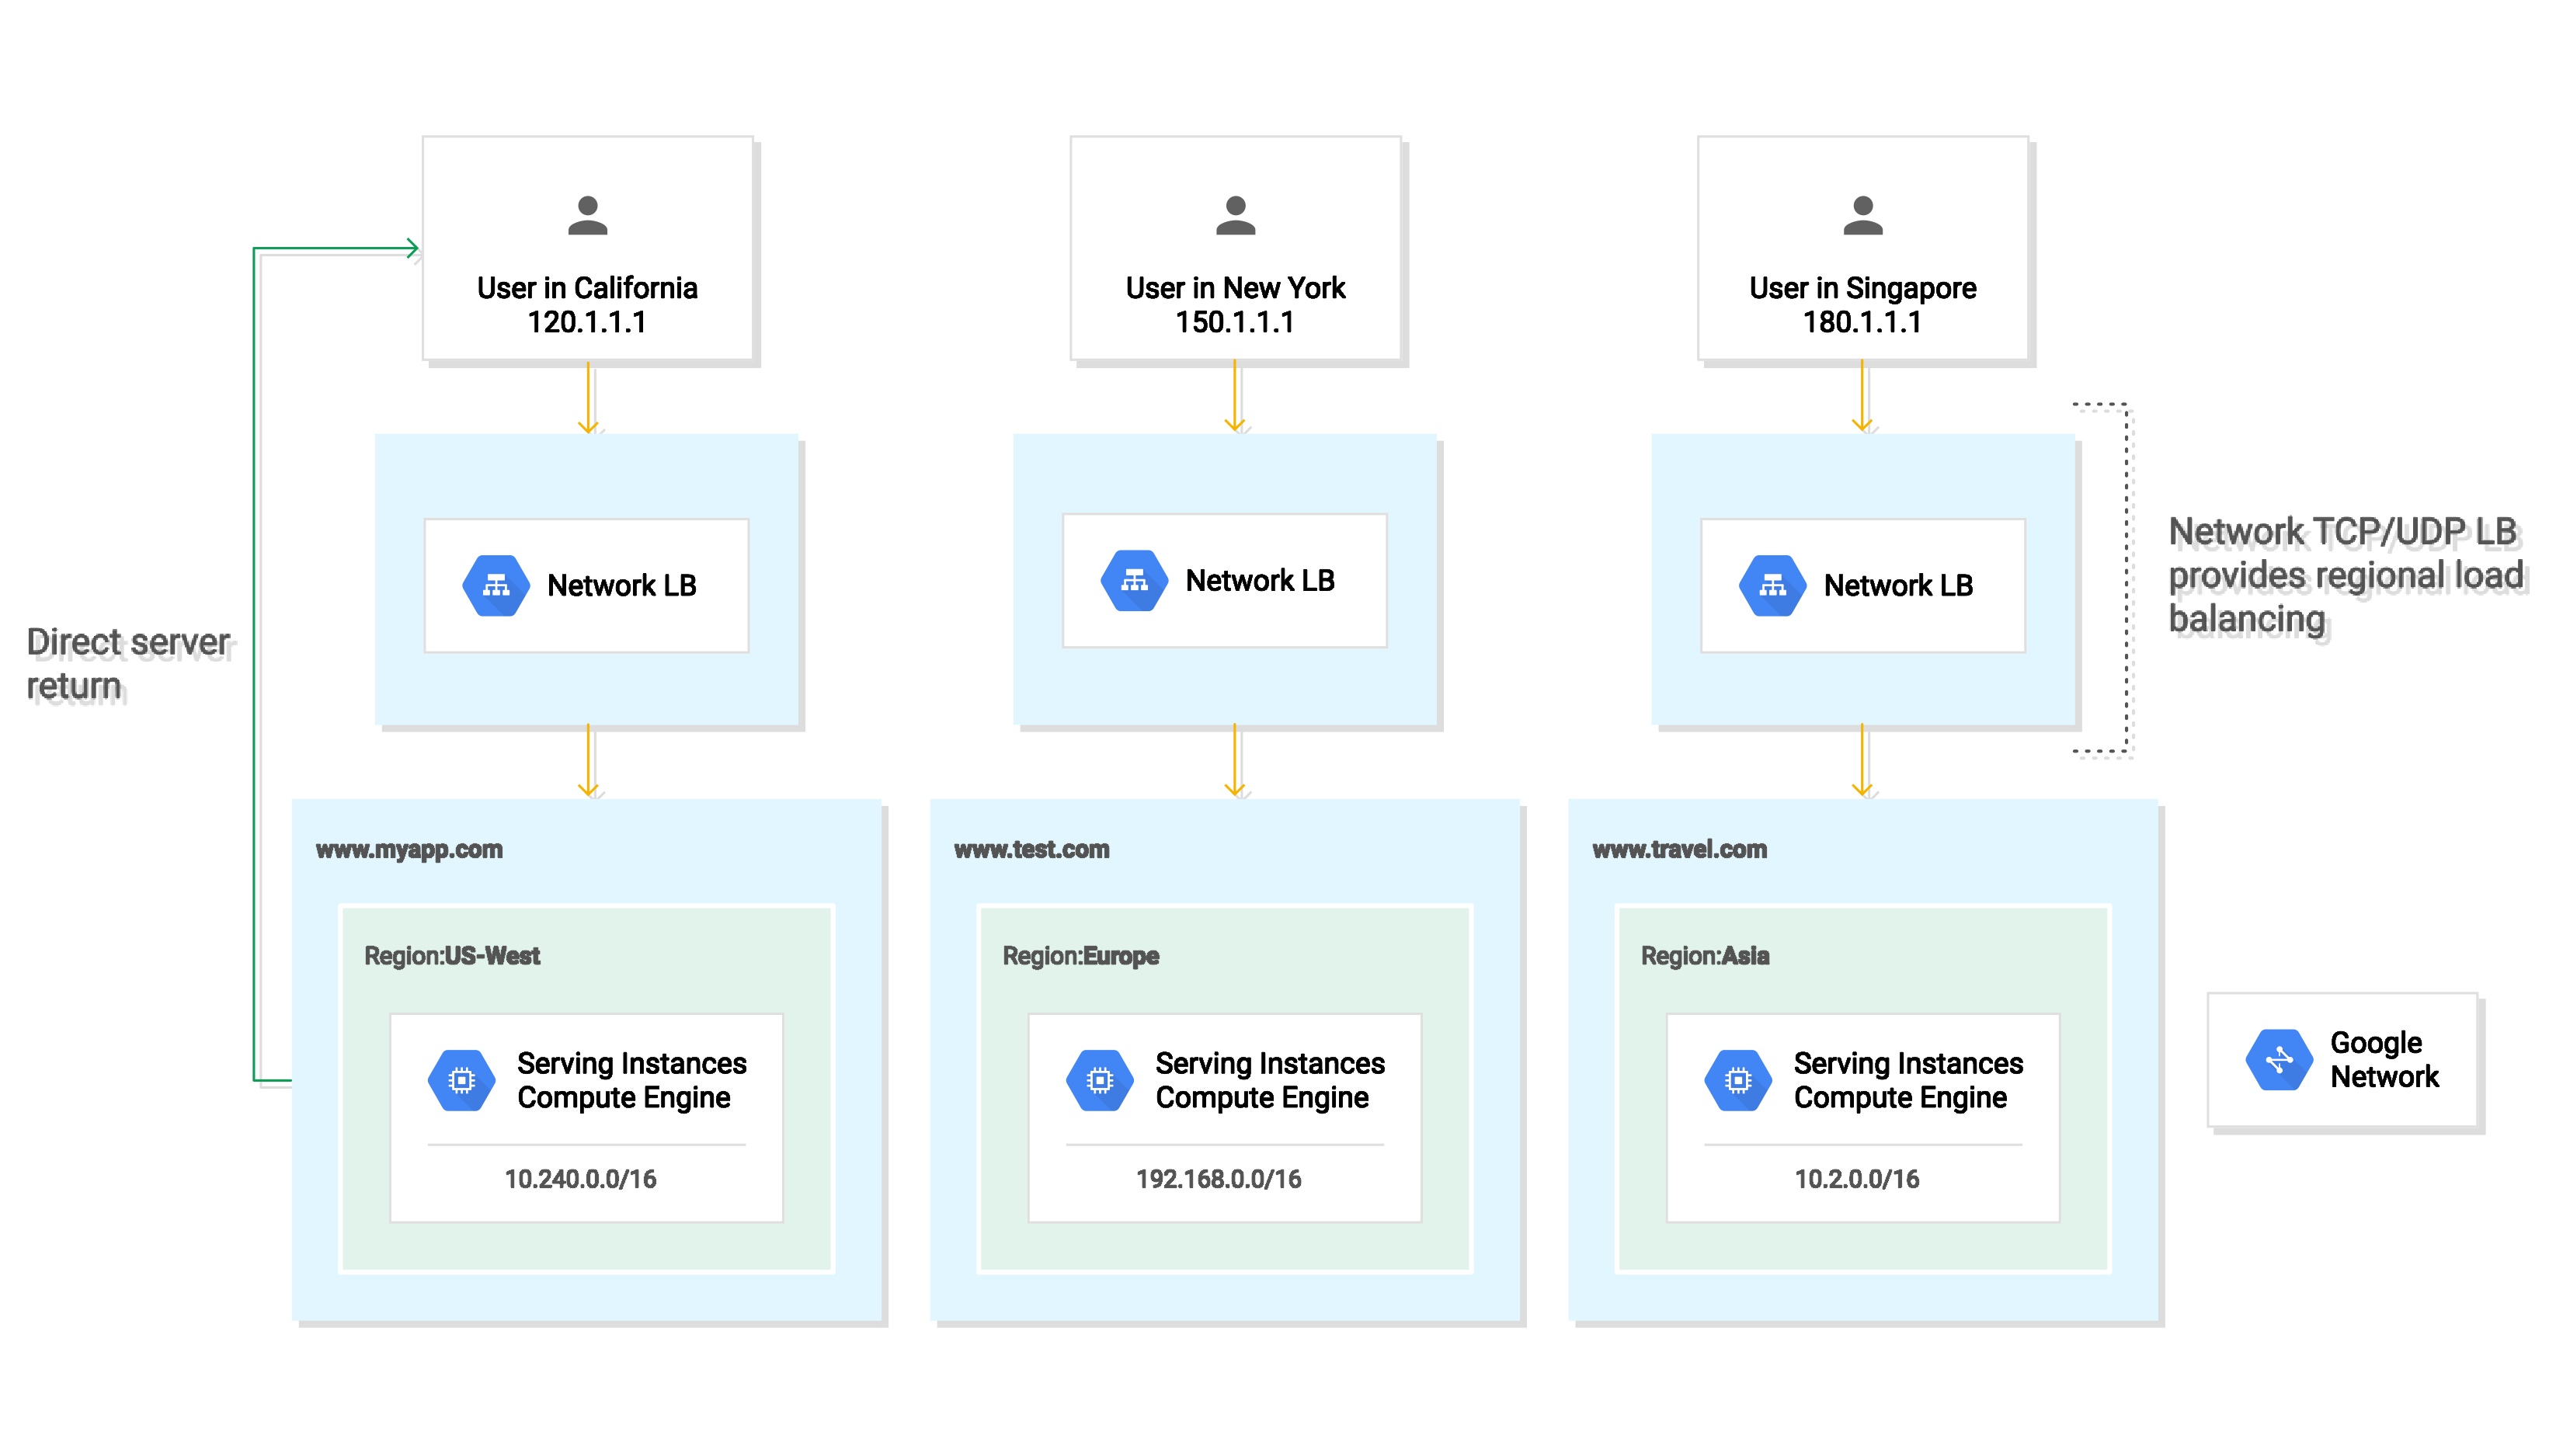 User in California
120.1.1.1
User in New York
150.1.1.1
User in Singapore
180.1.1.1
Network LB
Network LB
Network LB
Network TCP/UDP LB
provides regional load
balancing
Direct server
return
www.myapp.com
Region:US-West
Serving Instances
Compute Engine
10.240.0.0/16
www.test.com
Region:Europe
Serving Instances
Compute Engine
192.168.0.0/16
www.travel.com
Region:Asia
Serving Instances
Compute Engine
10.2.0.0/16
Google
Network